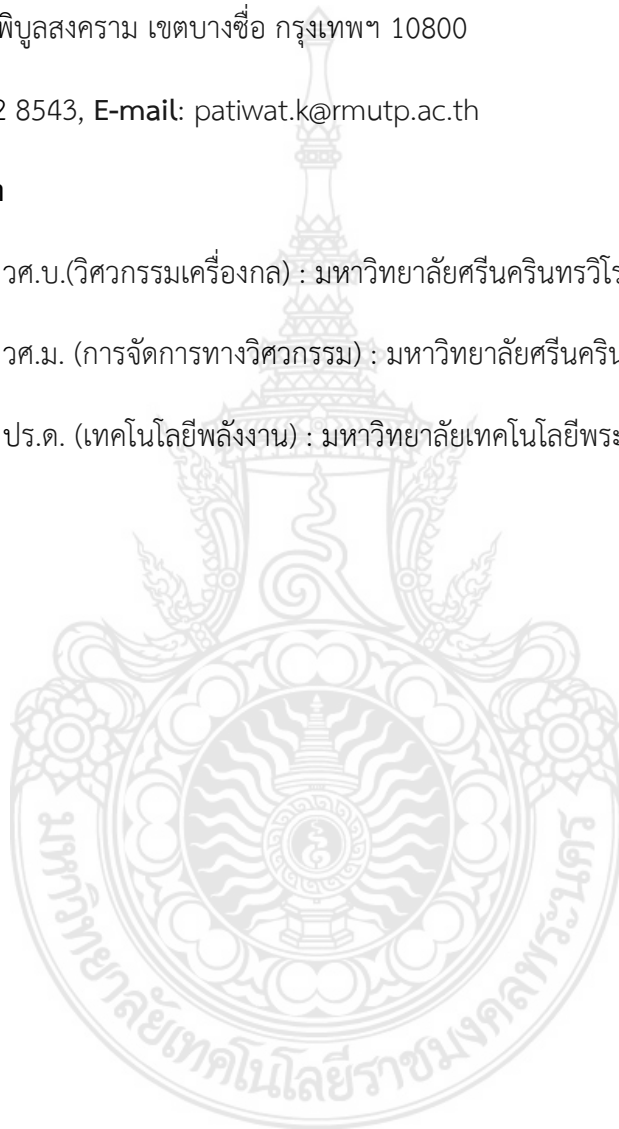 พิบูลสงคราม เขตบางซื่อ กรุงเทพฯ 10800
2 8543, E-mail: patiwat.k@rmutp.ac.th
วศ.บ.(วิศวกรรมเครื่องกล) : มหาวิทยาลัยศรีนครินทรวิโร
วศ.ม. (การจัดการทางวิศวกรรม) : มหาวิทยาลัยศรีนคริน
ปร.ด. (เทคโนโลยีพลังงาน) : มหาวิทยาลัยเทคโนโลยีพระ
มหาวิทยาลัยเทคโนโลยีราชมงคลพระนคร